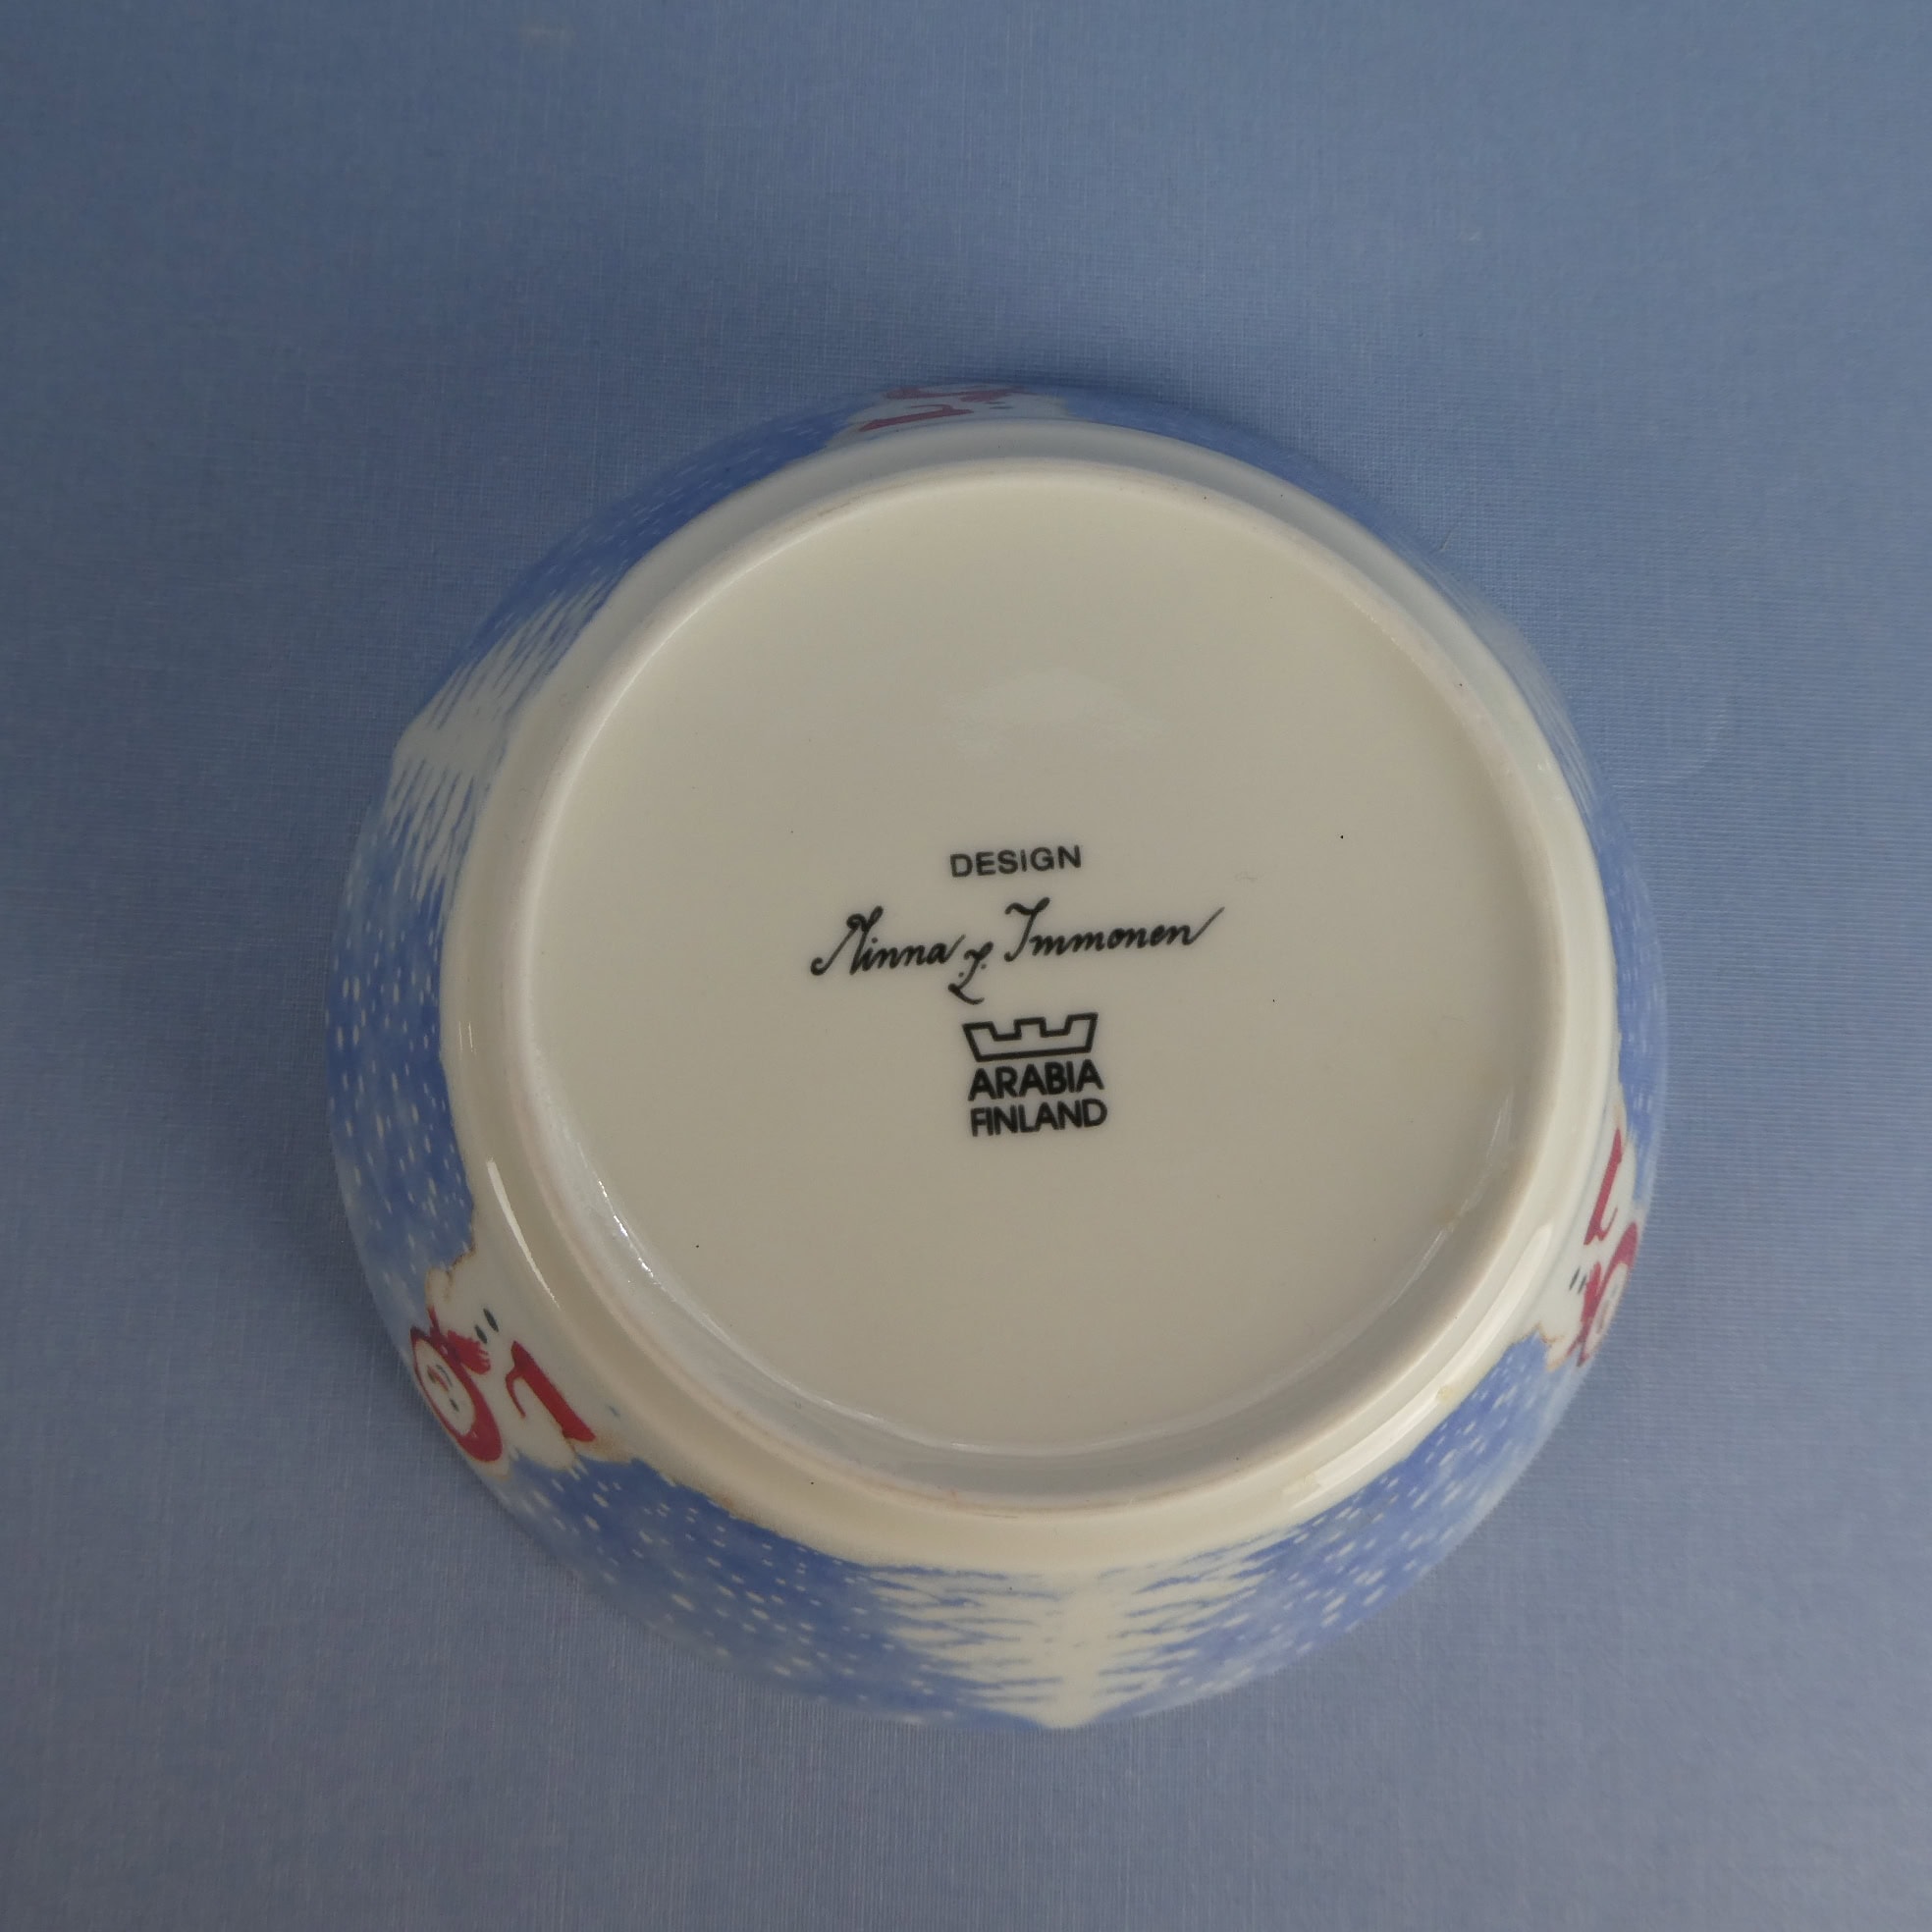 DESIGN
Minna L. Immonen
ARABIA
FINLAND